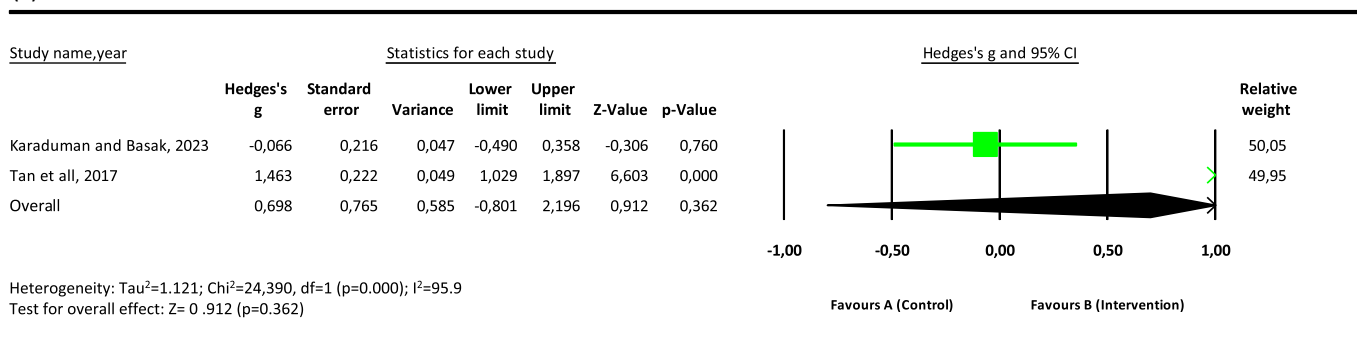 Study name,year Statistics for each study Hedges's g and 95% CI
Hedges's Standard Lower Upper Relative
g error Variance limit limit Z-Value p-Value weight
Karaduman and Basak, 2023 -0,066 0,216 0,047 -0,490 0,358 -0,306 0,760 50,05
Tan et all, 2017 1,463 0,222 0,049 1,029 1,897 6,603 0,000 49,95
Overall 0,698 0,765 0,585 -0,801 2,196 0,912 0,362
-1,00 -0,50 0,00 0,50 1,00
Heterogeneity: Tau²=1.121; Chi²=24,390, df=1 (p=0.000); I²=95.9
Test for overall effect: Z= 0 .912 (p=0.362)
Favours A (Control) Favours B (Intervention)